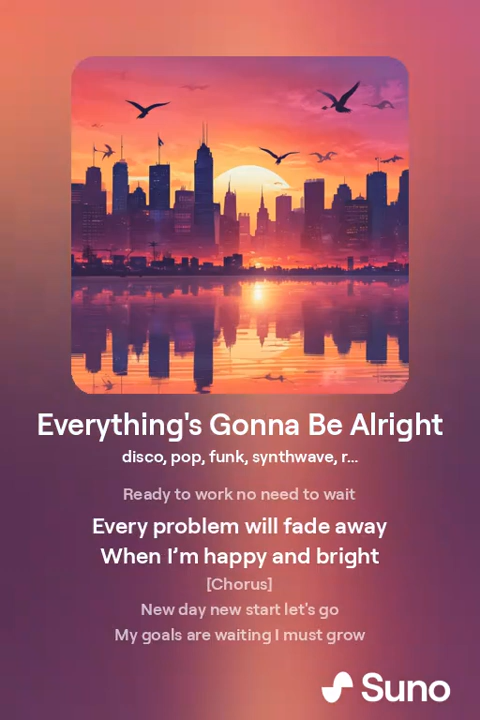 Everything's Gonna Be Alright
disco, pop, funk, synthwave, r...
Ready to work no need to wait
Every problem will fade away
When I’m happy and bright
[Chorus]
New day new start let's go
My goals are waiting I must grow
Suno